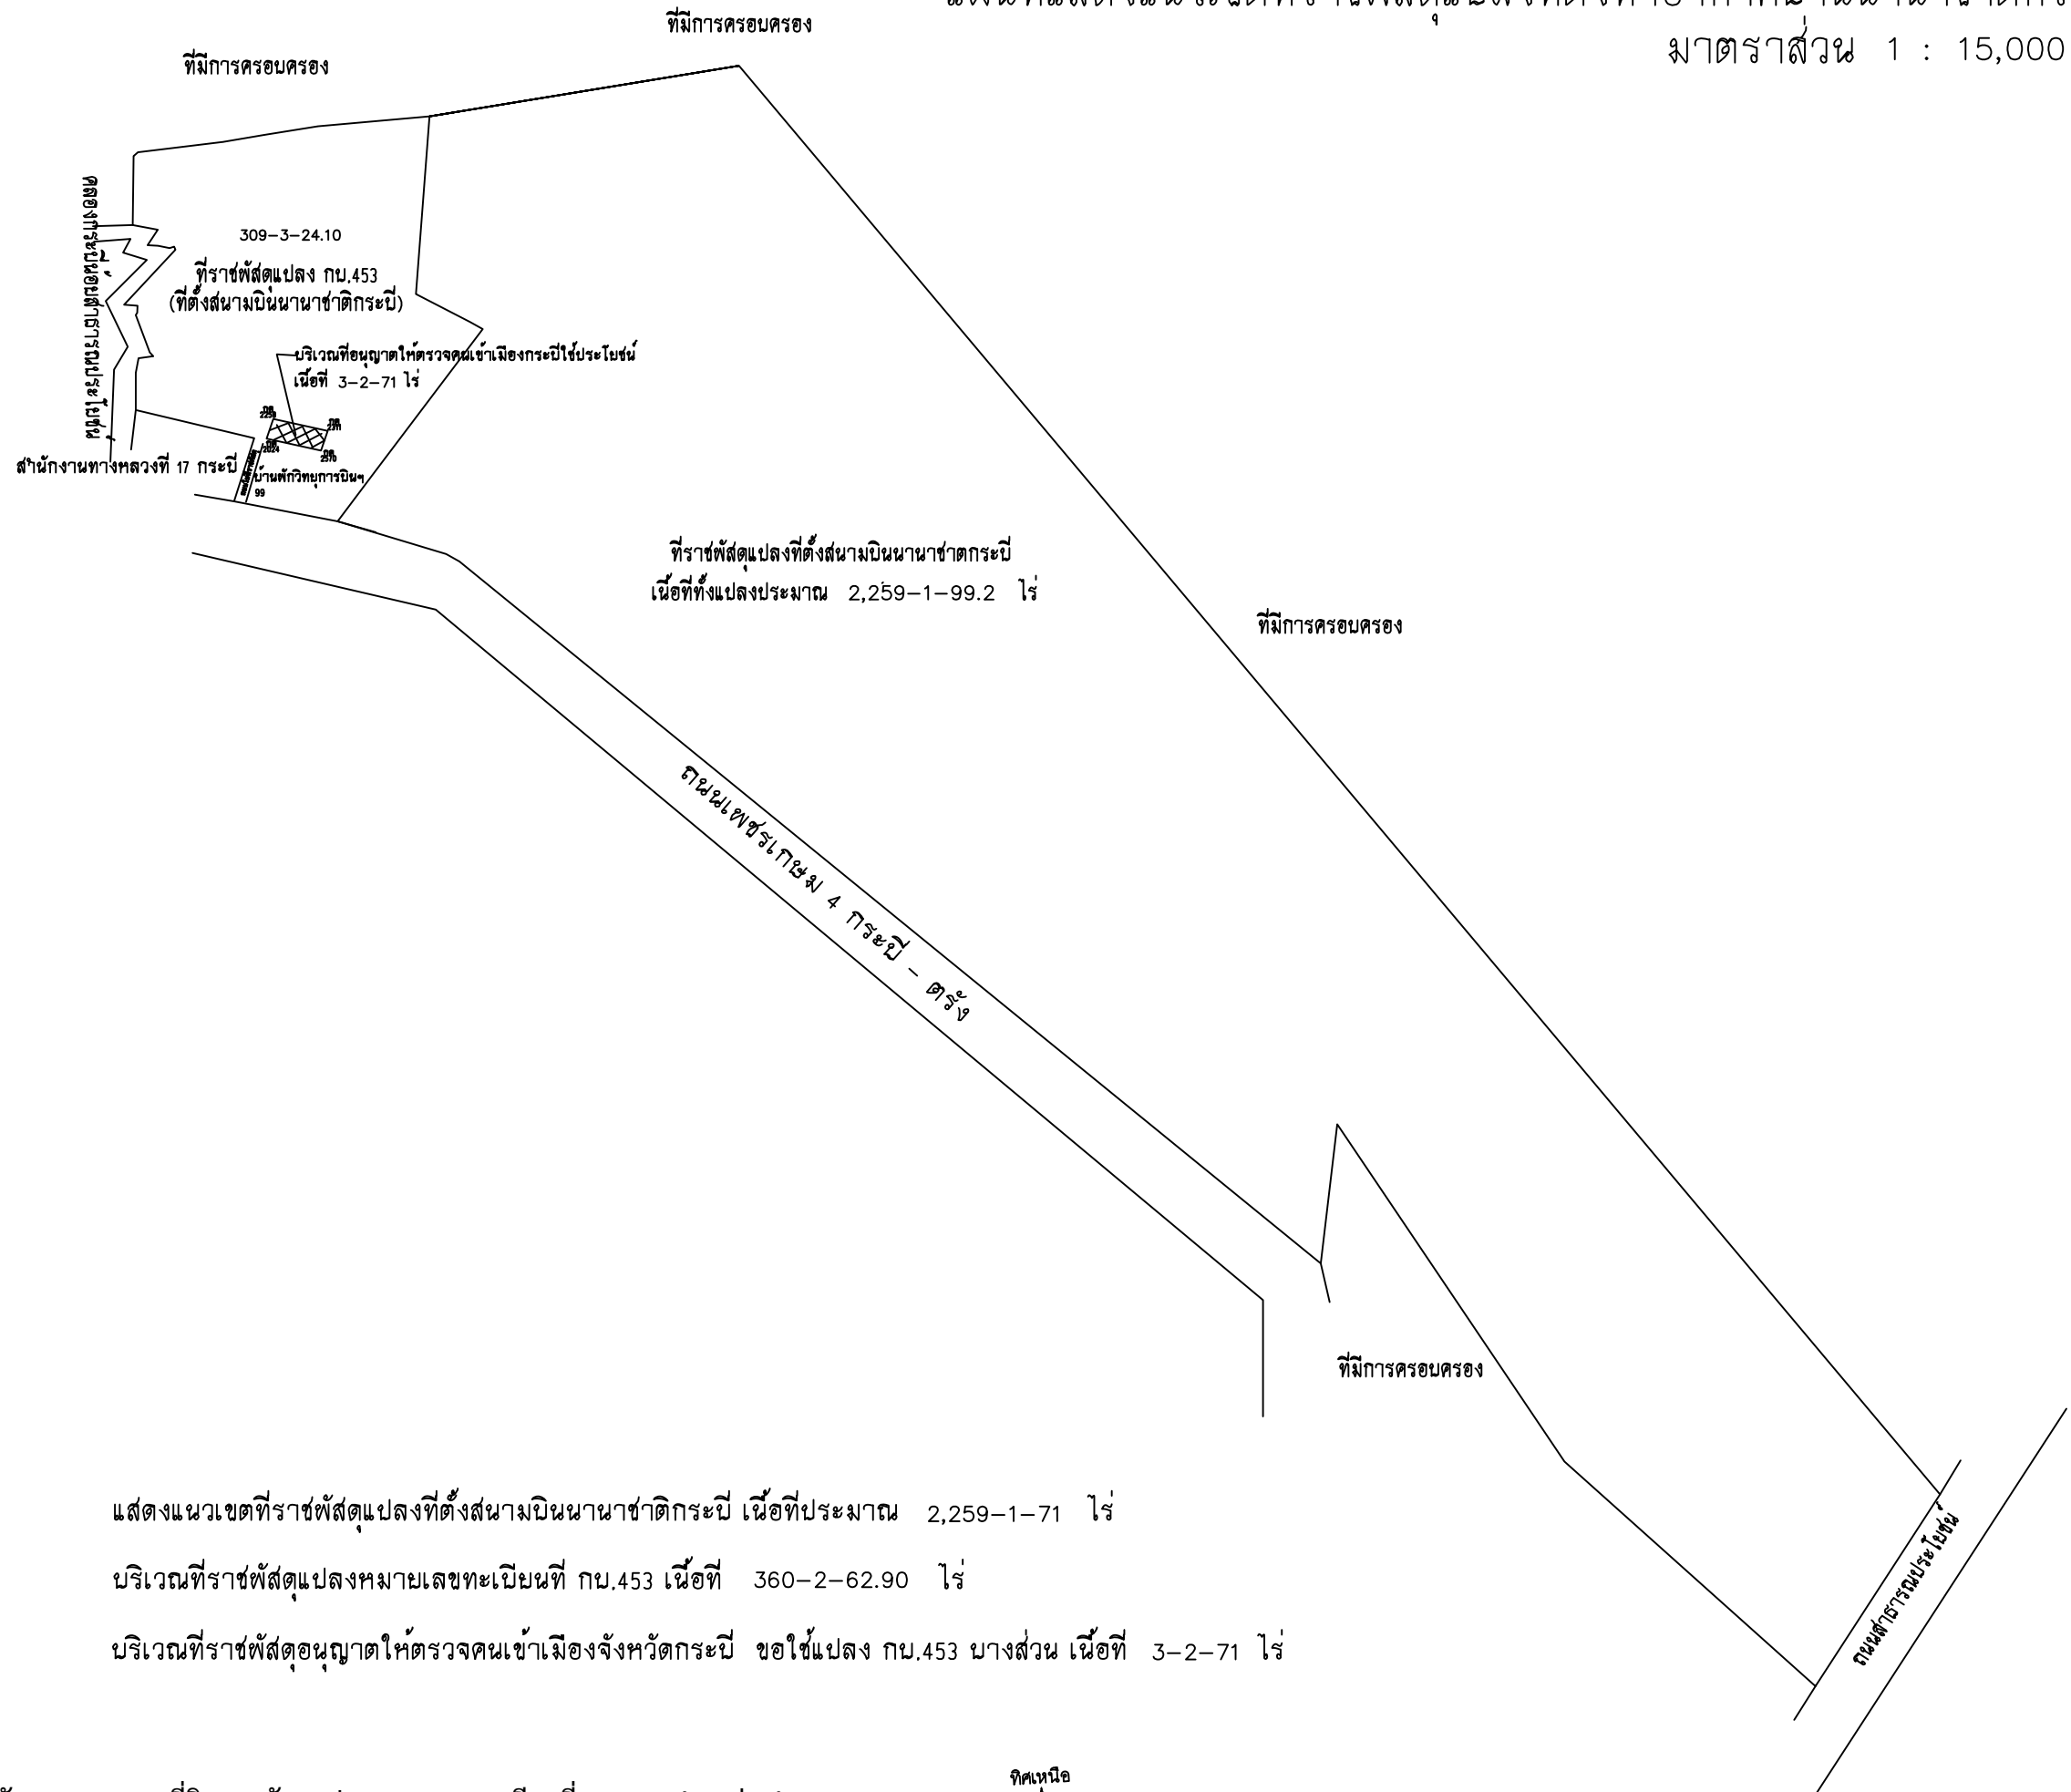 มาตราส่วน 1 : 15,000
ที่มีการครอบครอง
ที่มีการครอบครอง
309-3-24.10
ที่ราชพัสดุแปลง กบ.453
(ที่ตั้งสนามบินนานาชาติกระบี่)
บริเวณที่อนุญาตให้ตรวจคนเข้าเมืองกระบี่ใช้ประโยชน์
เนื้อที่ 3-2-71 ไร่
2024
2370
สำนักงานทางหลวงที่ 17 กระบี่
บ้านพักวิทยุการบินฯ
99
ที่ราชพัสดุแปลงที่ตั้งสนามบินนานาชาตกระบี่
เนื้อที่ทั้งแปลงประมาณ 2,259-1-99.2 ไร่
ที่มีการครอบครอง
ถนนเพชรเกษม 4 กระบี่ - ตรัง
ที่มีการครอบครอง
ถนนสาธารณประโยชน์
แสดงแนวเขตที่ราชพัสดุแปลงที่ตั้งสนามบินนานาชาติกระบี่ เนื้อที่ประมาณ 2,259-1-71 ไร่
บริเวณที่ราชพัสดุแปลงหมายเลขทะเบียนที่ กบ.453 เนื้อที่ 360-2-62.90 ไร่
บริเวณที่ราชพัสดุอนุญาตให้ตรวจคนเข้าเมืองจังหวัดกระบี่ ขอใช้แปลง กบ.453 บางส่วน เนื้อที่ 3-2-71 ไร่
ทิศเหนือ